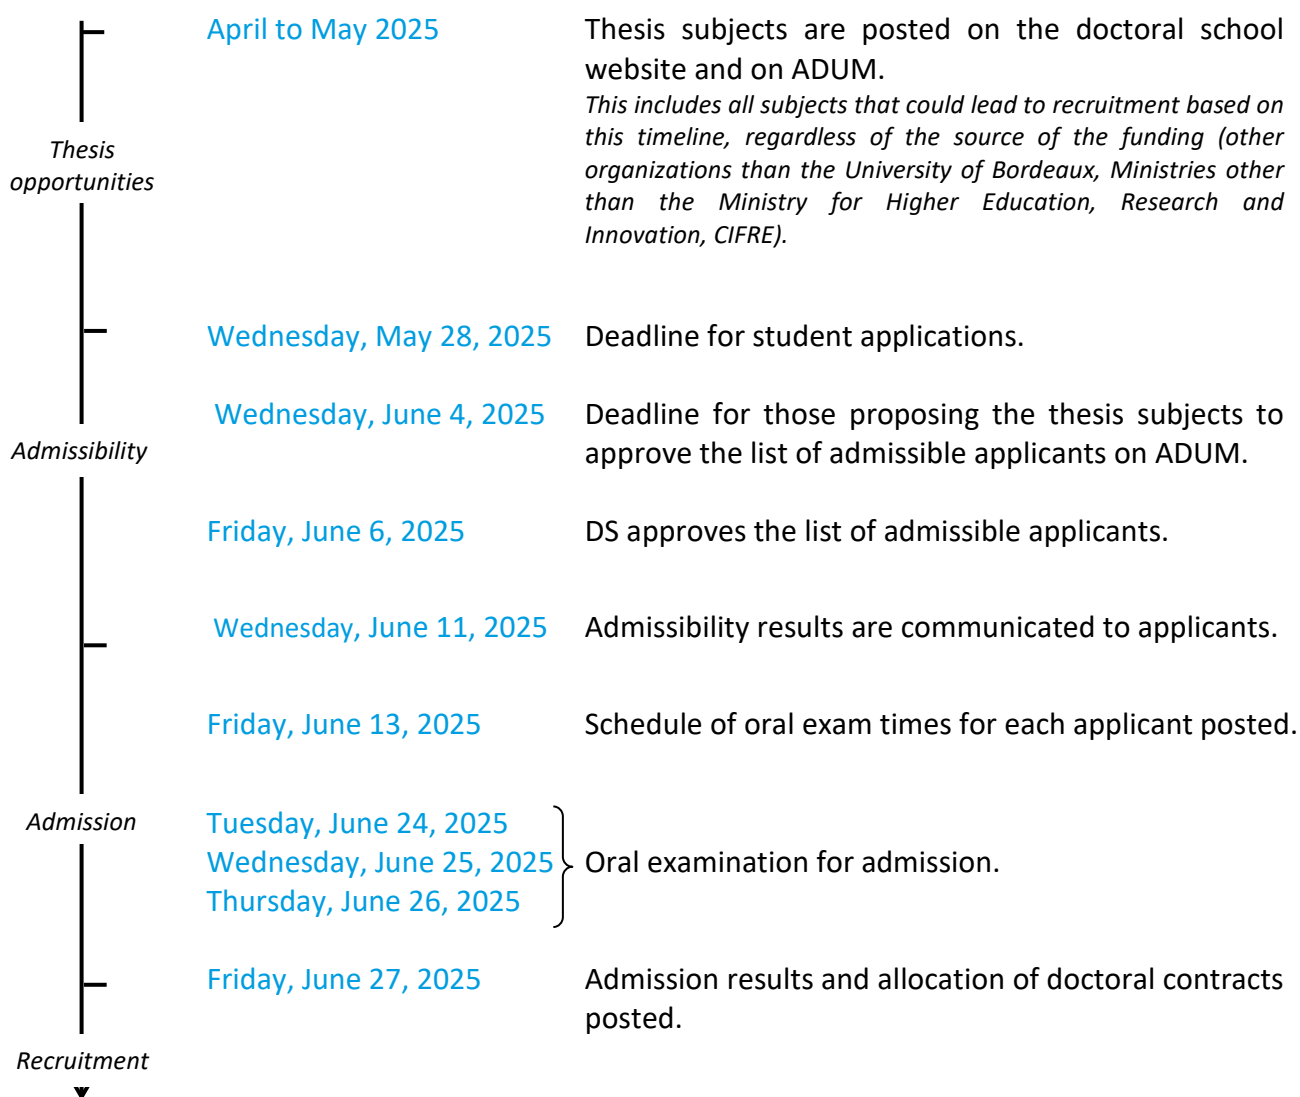 April to May 2025
Thesis subjects are posted on the doctoral school
website and on ADUM.
This includes all subjects that could lead to recruitment based on
this timeline, regardless of the source of the funding (other
organizations than the University of Bordeaux, Ministries other
than the Ministry for Higher Education, Research and
Innovation, CIFRE).
Thesis
opportunities
Wednesday, May 28, 2025
Deadline for student applications.
Wednesday, June 4, 2025
Deadline for those proposing the thesis subjects to
approve the list of admissible applicants on ADUM.
Admissibility
Friday, June 6, 2025
DS approves the list of admissible applicants.
Wednesday, June 11, 2025
Admissibility results are communicated to applicants.
Friday, June 13, 2025
Schedule of oral exam times for each applicant posted.
Admission
Tuesday, June 24, 2025
Wednesday, June 25, 2025
Thursday, June 26, 2025
Oral examination for admission.
Friday, June 27, 2025
Admission results and allocation of doctoral contracts
posted.
Recruitment